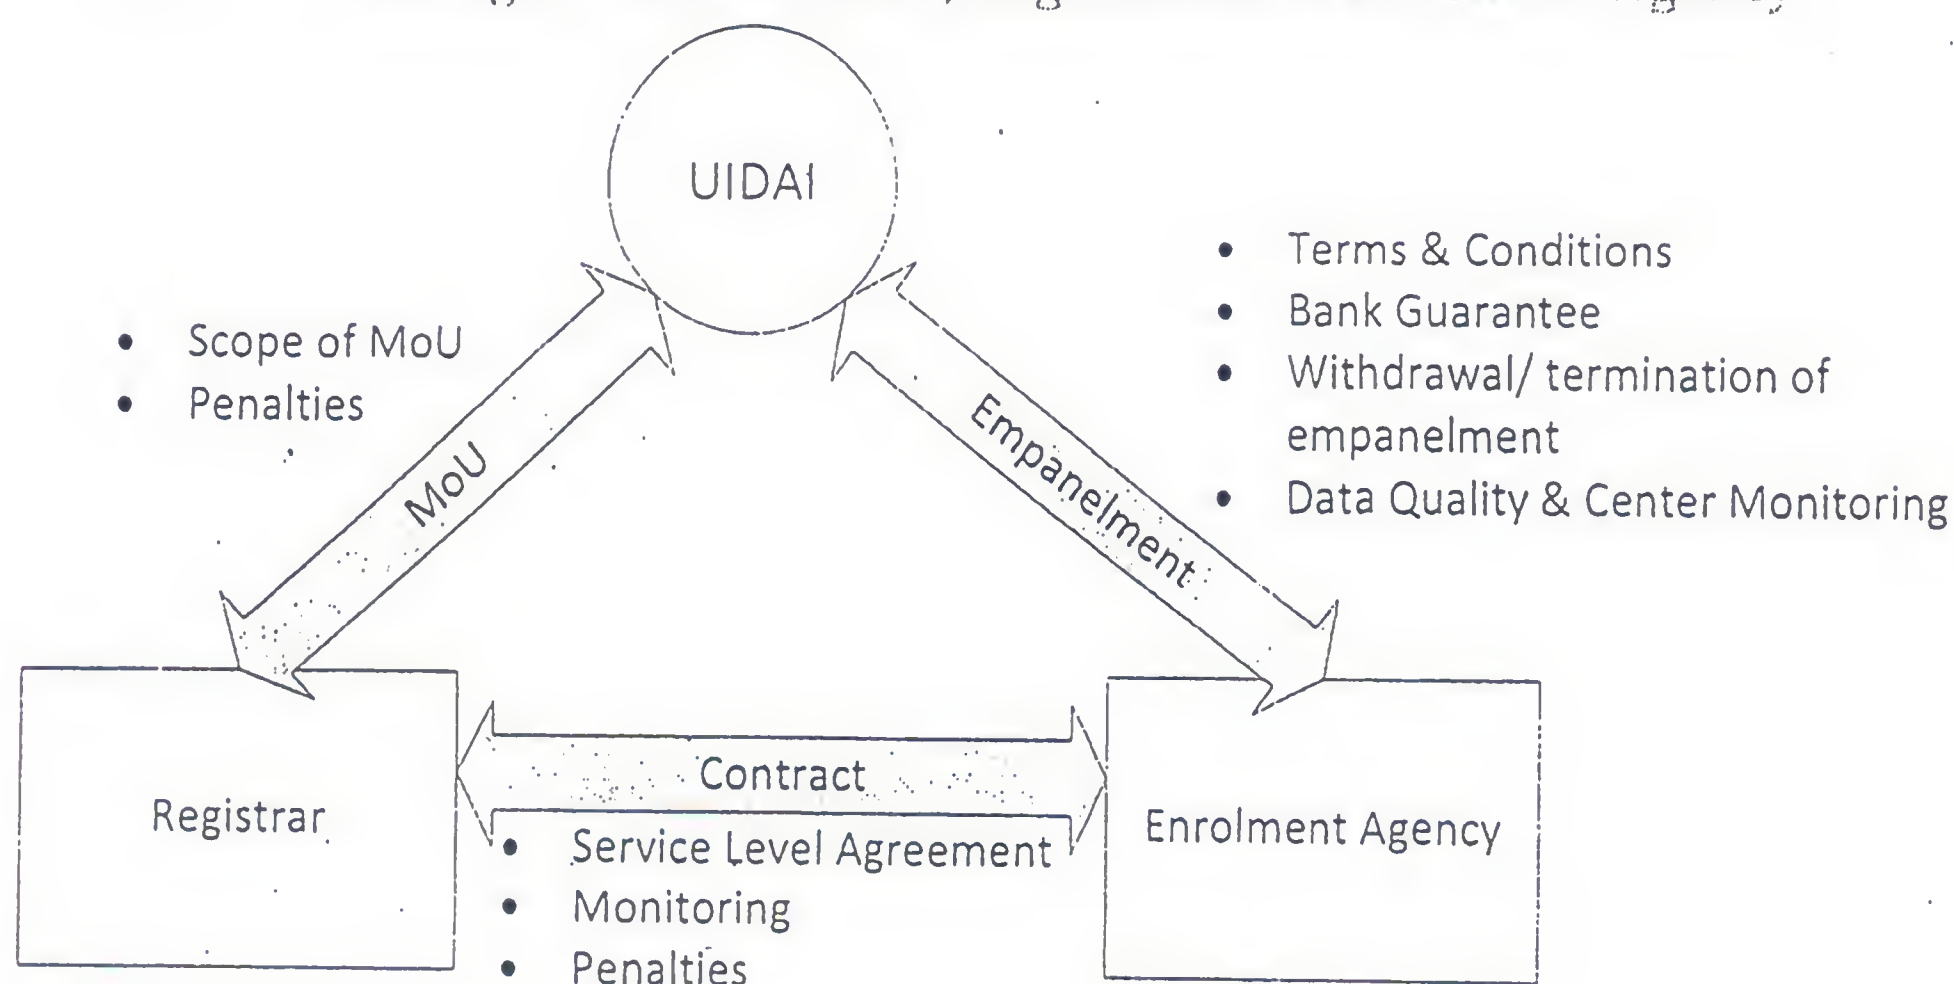 UIDAI
• Terms & Conditions
• Bank Guarantee
• Withdrawal/ termination of
empanelment
• Data Quality & Center Monitoring
• Scope of MoU
• Penalties
MoU
Empanelment
Contract
Registrar
Enrolment Agency
• Service Level Agreement
• Monitoring
• Penalties